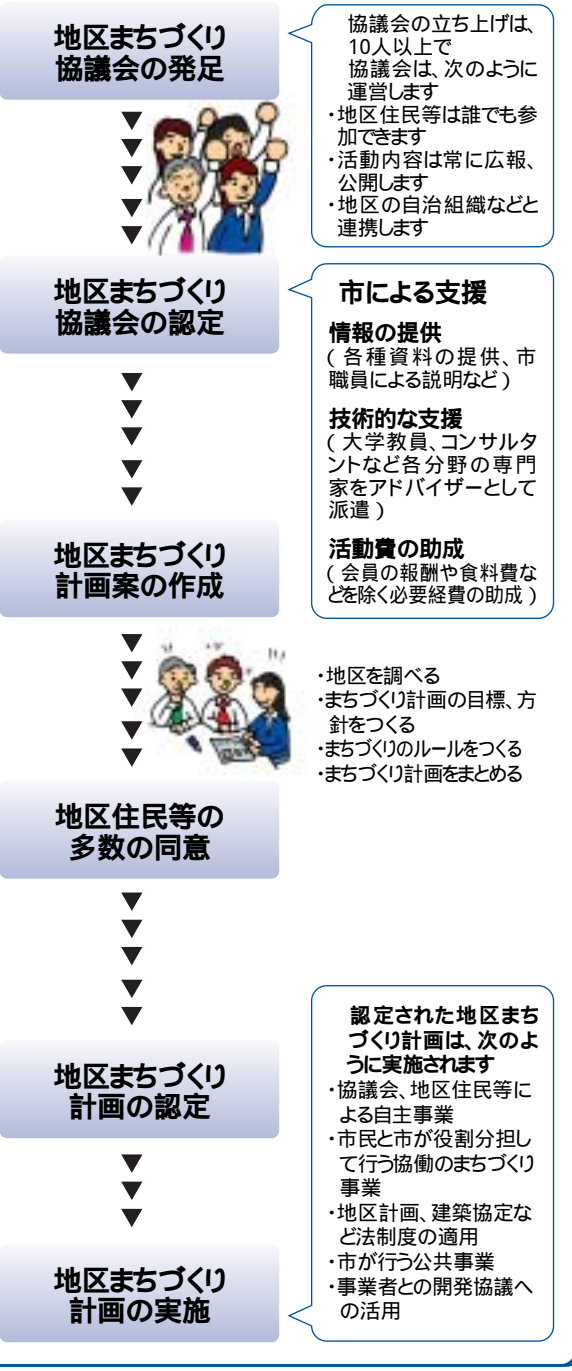 地区まちづくり
協議会の発足
協議会の立ち上げは、
10人以上で
協議会は、次のように
運営します
・地区住民等は誰でも参
加できます
・活動内容は常に広報、
公開します
・地区の自治組織などと
連携します
▼
▼
▼
▼
▼
地区まちづくり
協議会の認定
市による支援
情報の提供
(各種資料の提供、市
職員による説明など)
技術的な支援
(大学教員、コンサルタ
ントなど各分野の専門
家をアドバイザーとして
派遣)
活動費の助成
(会員の報酬や食料費な
どを除く必要経費の助成)
▼
▼
▼
▼
▼
地区まちづくり
計画案の作成
▼
▼
▼
▼
▼
・地区を調べる
・まちづくり計画の目標、方
針をつくる
・まちづくりのルールをつくる
・まちづくり計画をまとめる
地区住民等の
多数の同意
▼
▼
▼
▼
▼
地区まちづくり
計画の認定
▼
▼
▼
地区まちづくり
計画の実施
認定された地区まち
づくり計画は、次のよ
うに実施されます
・協議会、地区住民等に
よる自主事業
・市民と市が役割分担し
て行う協働のまちづくり
事業
・地区計画、建築協定な
ど法制度の適用
・市が行う公共事業
・事業者との開発協議へ
の活用